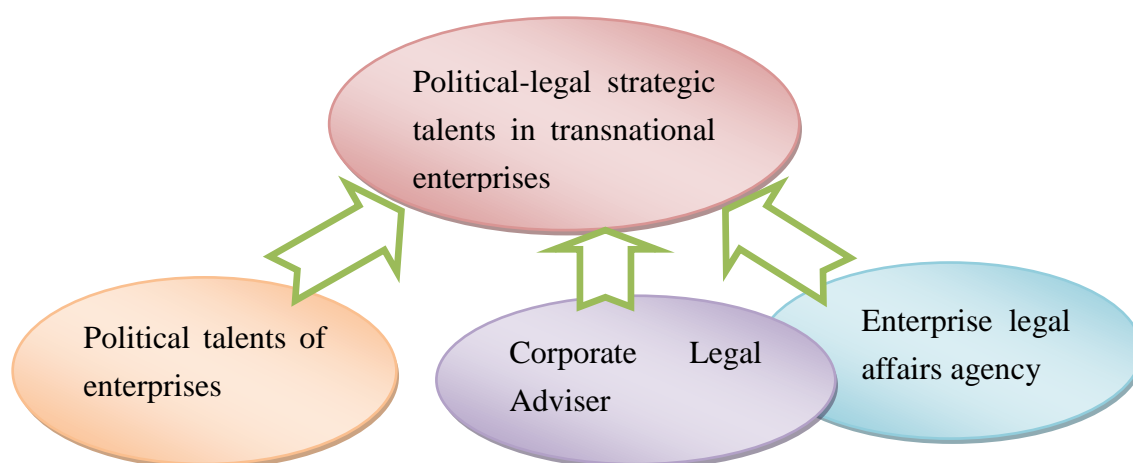 Political-legal strategic
talents in transnational
enterprises
Political talents of
enterprises
Corporate Legal
Adviser
Enterprise legal
affairs agency